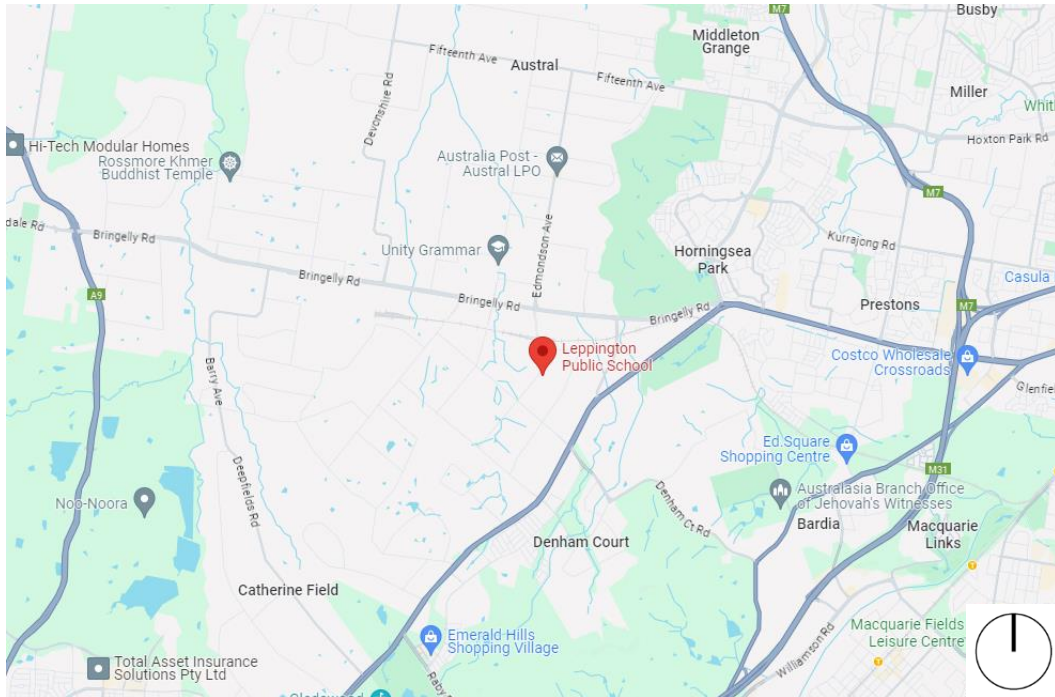 M7
Busby
Middleton
Grange
Fifteenth Ave
Austral
Fifteenth Ave
Miller
Devonshire Rd
Hi-Tech Modular Homes
Rossmore Khmer
Buddhist Temple
Australia Post -
Austral LPO
Hoxton Park Rd
M7
dale Rd
Bringelly Rd
Unity Grammar
Edmondson Ave
Kurrajong Rd
Horningsea
Park
Bringelly Rd
Casula
A9
Bringelly Rd
Bringelly Rd
Prestons
M7
Leppington
Public School
Costco Wholesale
Crossroads
Barry Ave
Glenfield
Ed.Square
Shopping Centre
M31
Deepfields Rd
Noo-Noora
Denham Ct Rd
Australasia Branch Office
of Jehovah's Witnesses
Bardia
Macquarie
Links
Denham Court
Catherine Field
Emerald Hills
Shopping Village
Macquarie Fields
Leisure Centre
Williamson Rd
Total Asset Insurance
Solutions Pty Ltd
Raby